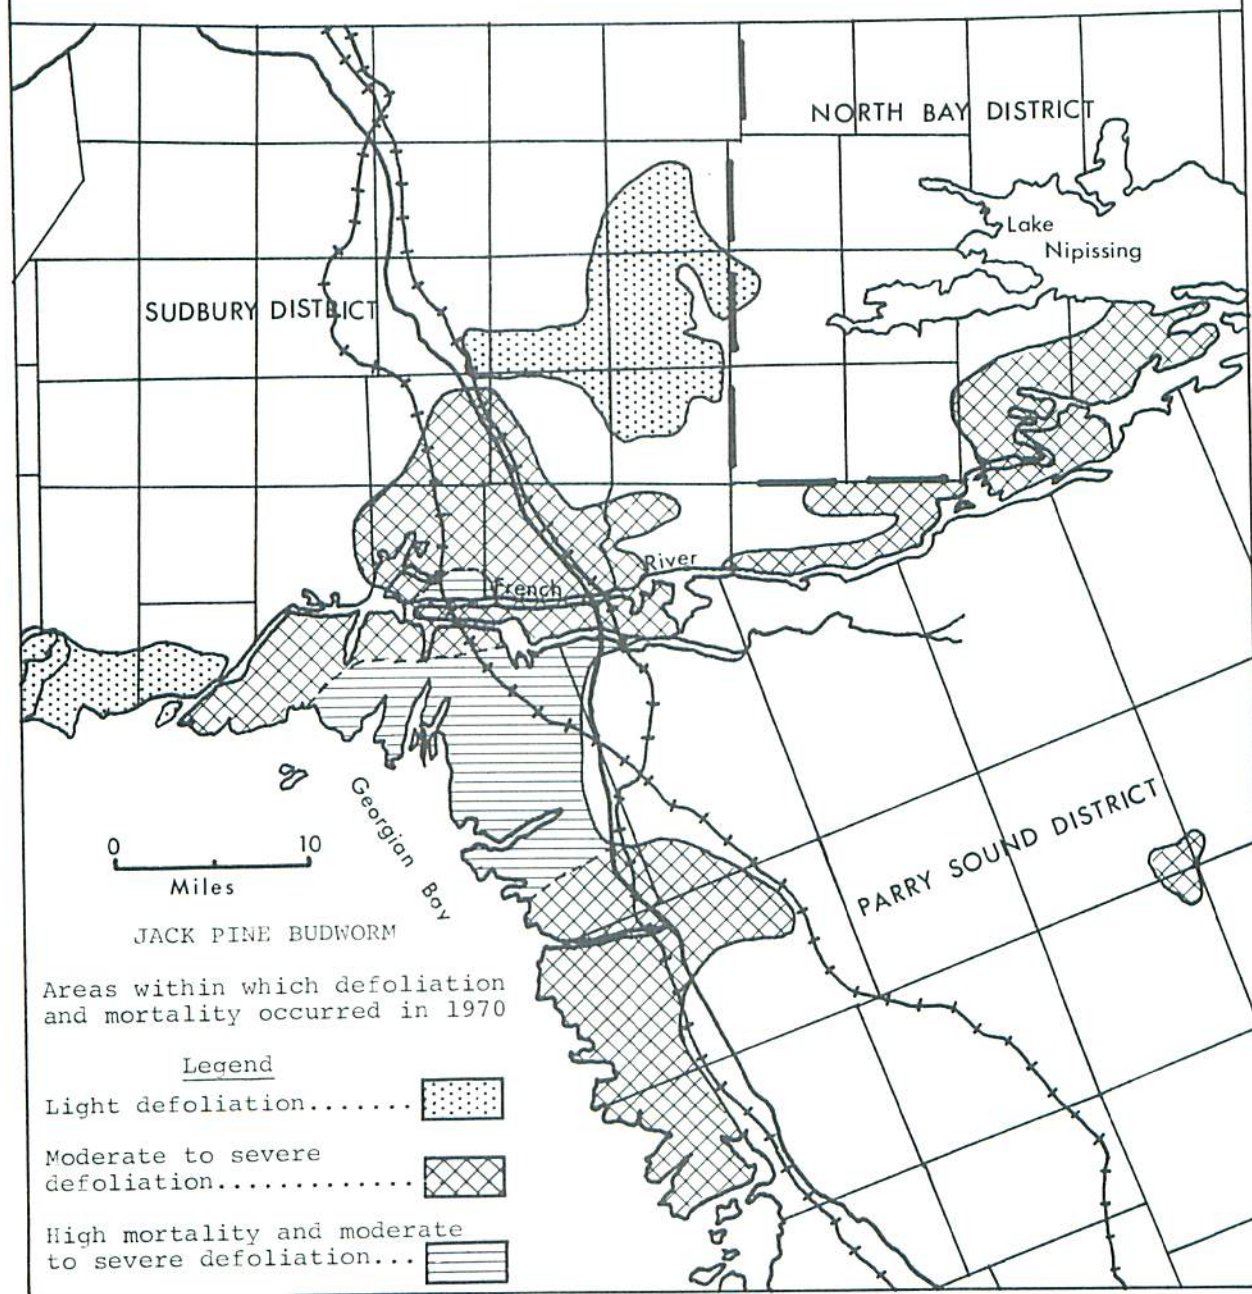 NORTH BAY DISTRICT
Lake
Nipissing
SUDBURY DISTRICT
River
French
Georgian Bay
PARRY SOUND DISTRICT
0 10
Miles
JACK PINE BUDWORM
Areas within which defoliation
and mortality occurred in 1970
Legend
Light defoliation.......
Moderate to severe
defoliation.............
High mortality and moderate
to severe defoliation...